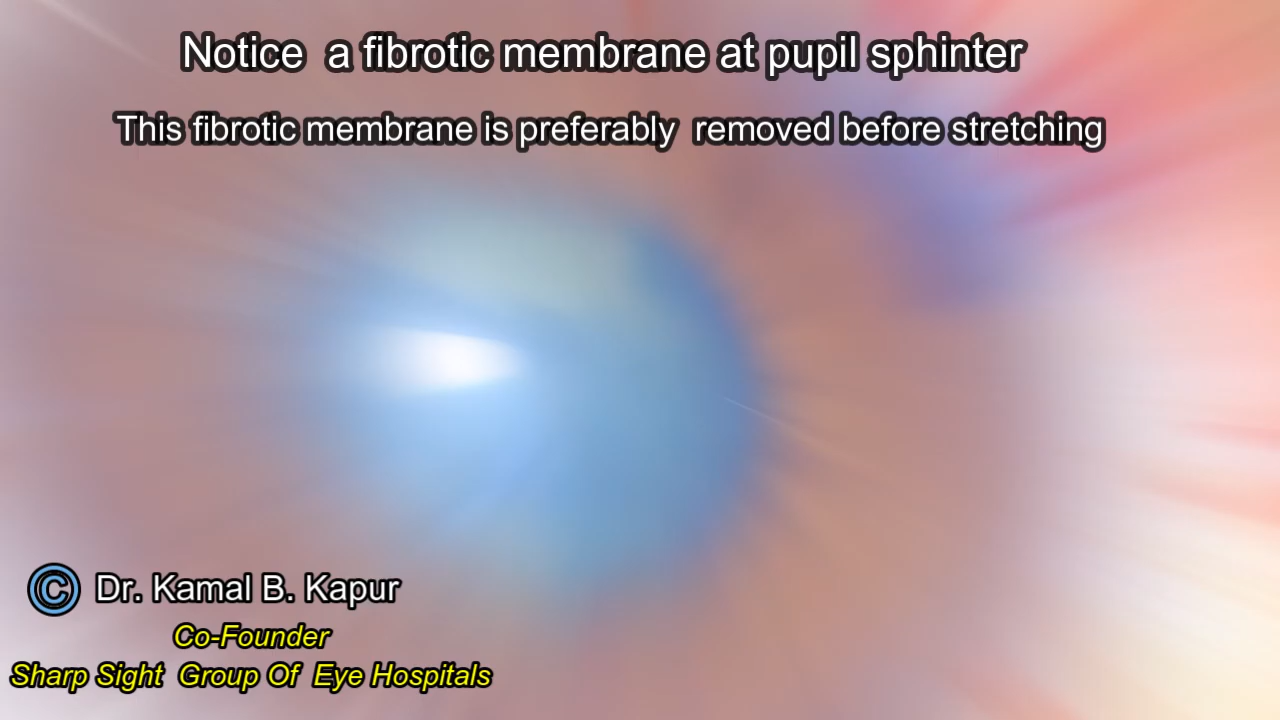 Notice a fibrotic membrane at pupil sphinter
This fibrotic membrane is preferably removed before stretching
© Dr. Kamal B. Kapur
Co-Founder
Sharp Sight Group Of Eye Hospitals